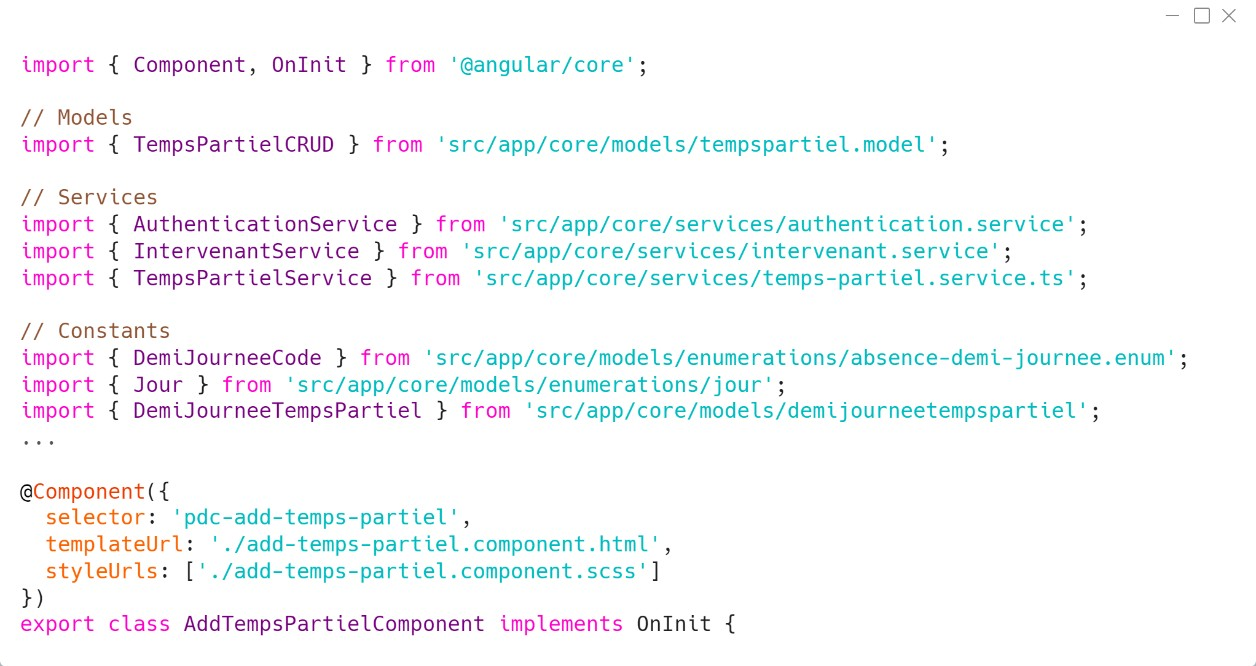 import { Component, OnInit } from '@angular/core';
// Models
import { TempsPartielCRUD } from 'src/app/core/models/tempspartiel.model';
// Services
import { AuthenticationService } from 'src/app/core/services/authentication.service';
import { IntervenantService } from 'src/app/core/services/intervenant.service';
import { TempsPartielService } from 'src/app/core/services/temps-partiel.service.ts';
// Constants
import { DemiJourneeCode } from 'src/app/core/models/enumerations/absence-demi-journee.enum';
import { Jour } from 'src/app/core/models/enumerations/jour';
import { DemiJourneeTempsPartiel } from 'src/app/core/models/demijourneetempspartiel';
...
@Component({
  selector: 'pdc-add-temps-partiel',
  templateUrl: './add-temps-partiel.component.html',
  styleUrls: ['./add-temps-partiel.component.scss']
})
export class AddTempsPartielComponent implements OnInit {